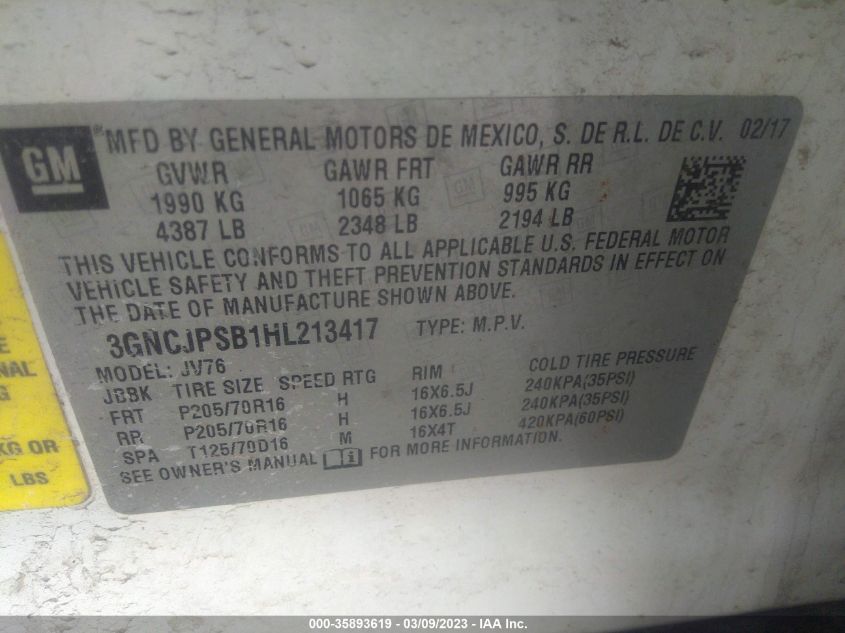 GM
MFD BY GENERAL MOTORS DE MEXICO, S. DE R.L. DE C.V. 02/17
GVWR GAWR FRT GAWR RR
1990 KG 1065 KG 995 KG
4387 LB 2348 LB 2194 LB
THIS VEHICLE CONFORMS TO ALL APPLICABLE U.S. FEDERAL MOTOR
VEHICLE SAFETY AND THEFT PREVENTION STANDARDS IN EFFECT ON
THE DATE OF MANUFACTURE SHOWN ABOVE.
3GNCJPSB1HL213417 TYPE: M.P.V.
MODEL: JV76
JBBK TIRE SIZE SPEED RTG RIM COLD TIRE PRESSURE
FRT P205/70R16 H 16X6.5J 240KPA(35PSI)
RR P205/70R16 H 16X6.5J 240KPA(35PSI)
SPA T125/70D16 M 16X4T 420KPA(60PSI)
SEE OWNER'S MANUAL FOR MORE INFORMATION.
KG OR
LBS
000-35893619 - 03/09/2023 - IAA Inc.